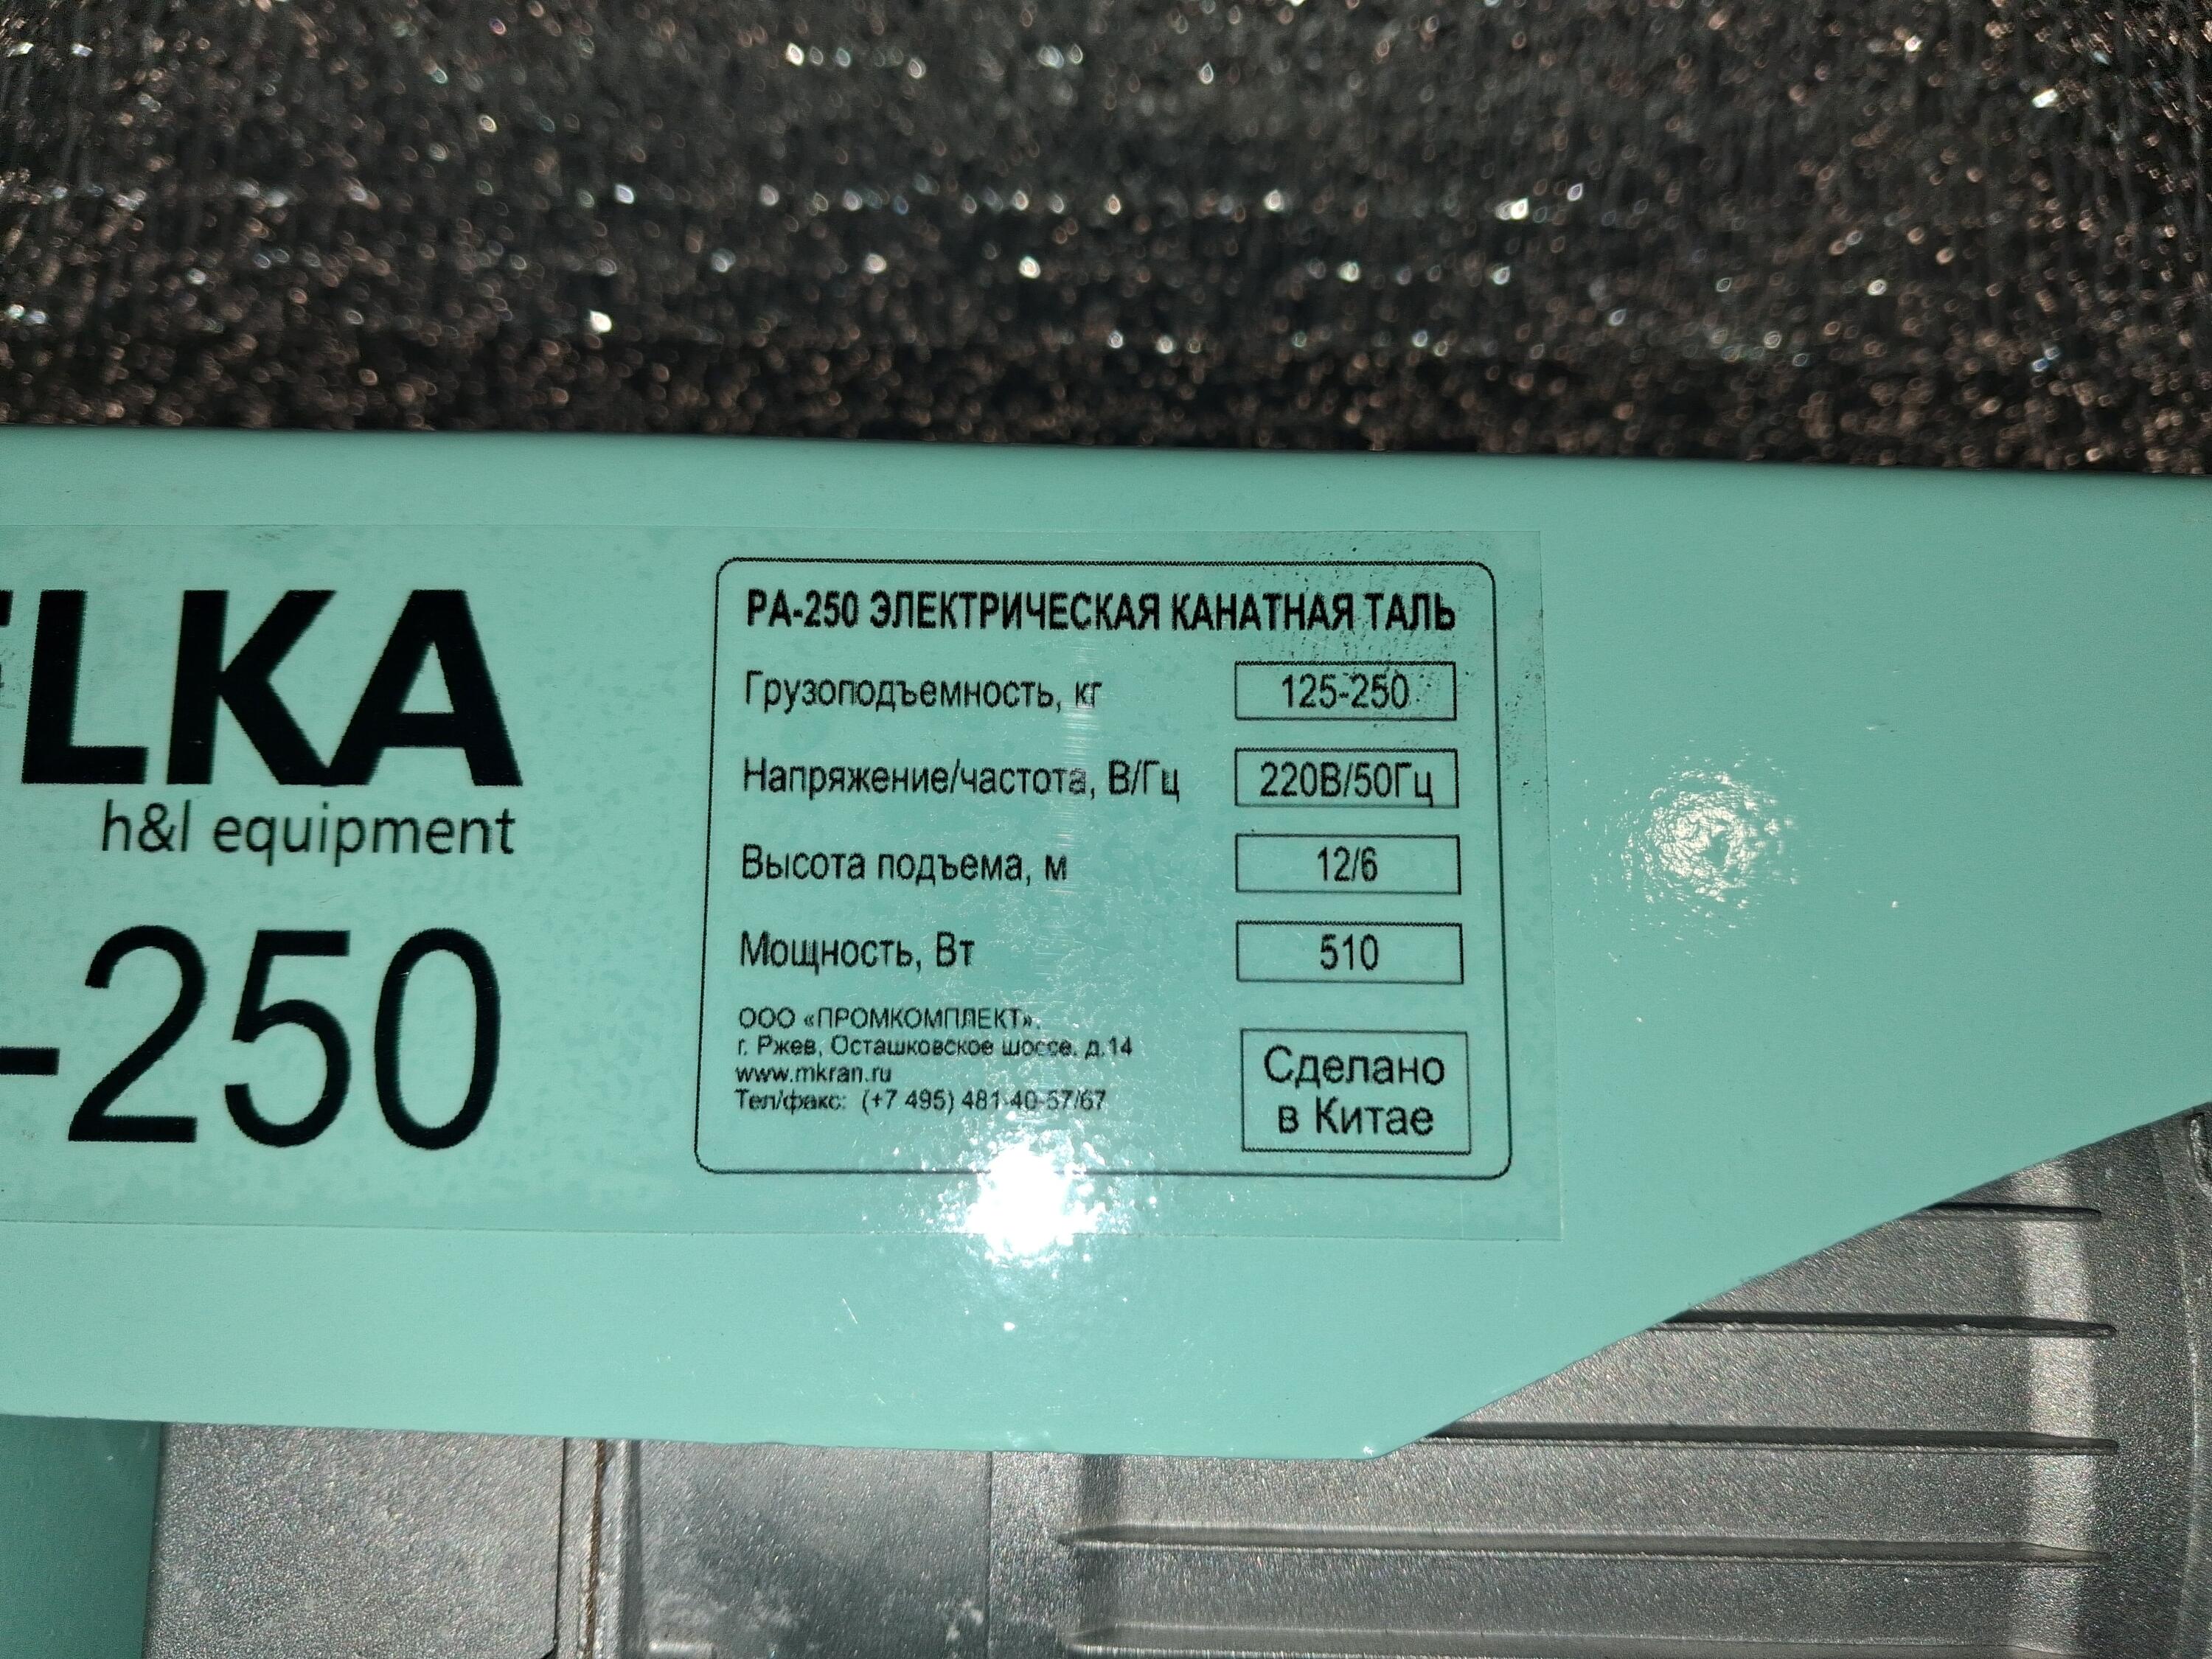 ELKA
h&l equipment
-250
РА-250 ЭЛЕКТРИЧЕСКАЯ КАНАТНАЯ ТАЛЬ
Грузоподъемность, кг 125-250
Напряжение/частота, В/Гц 220В/50Гц
Высота подъема, м 12/6
Мощность, Вт 510
ООО «ПРОМКОМПЛЕКТ».
г. Ржев, Осташковское шоссе, д.14
www.mkran.ru
Тел/факс: (+7 495) 481-40-57/67
Сделано
в Китае